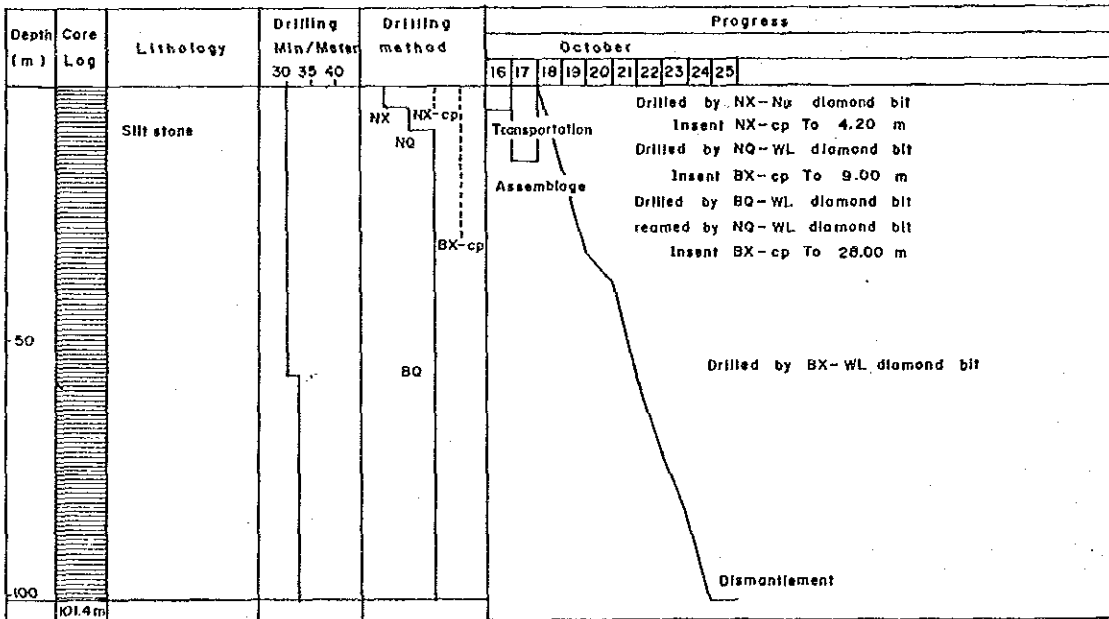 Progress
Depth Core Lithology Drilling Drilling
(m) Log Min/Meter method October
30 35 40 16 17 18 19 20 21 22 23 24 25
Drilled by NX-Nu diamond bit
Silt stone NX NX-cp Transportation Insent NX-cp To 4.20 m
NQ Drilled by NQ-WL diamond bit
Assemblage Insent BX-cp To 9.00 m
Drilled by BQ-WL diamond bit
reamed by NQ-WL diamond bit
BX-cp Insent BX-cp To 28.00 m
50
BQ Drilled by BX-WL diamond bit
Dismantlement
100
101.4m